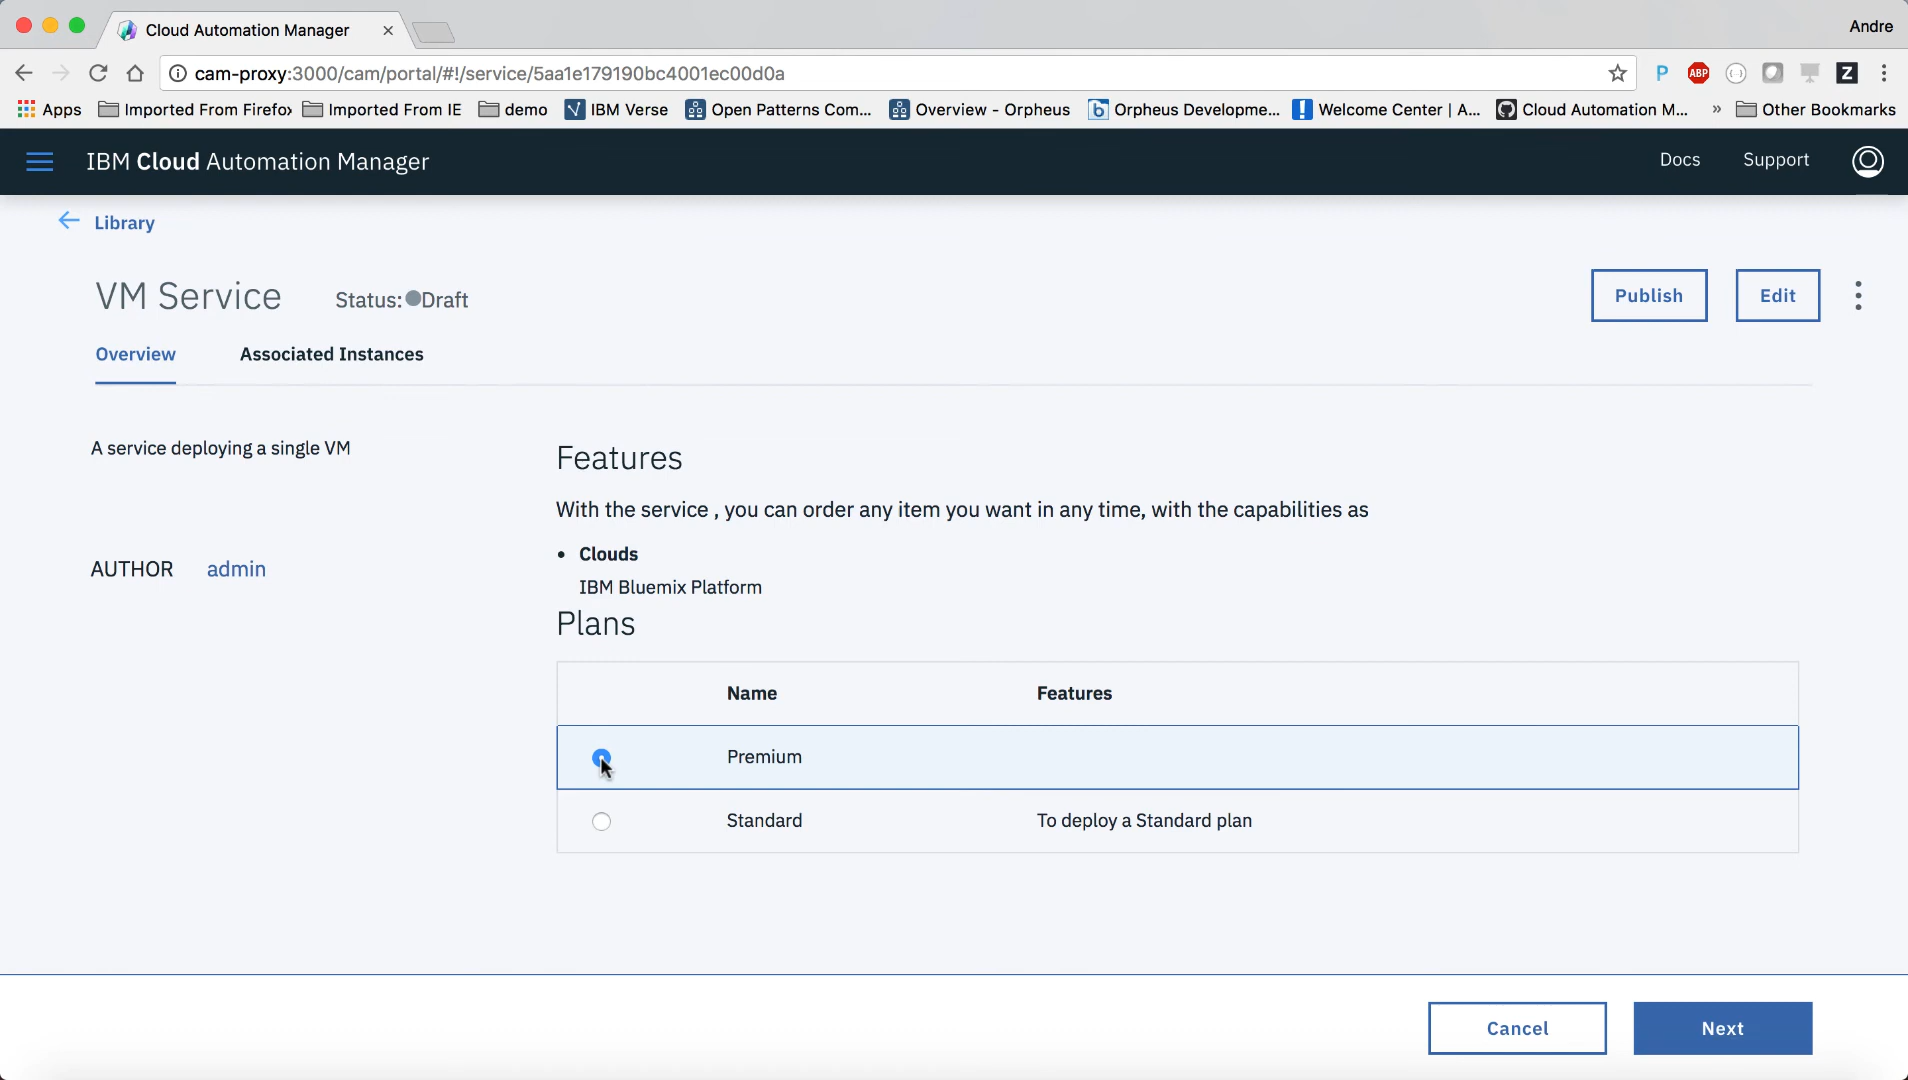 Cloud Automation Manager
Andre
cam-proxy:3000/cam/portal/#!/service/5aa1e179190bc4001ec00d0a
P ABP Z
Apps Imported From Firefox Imported From IE demo IBM Verse Open Patterns Com... Overview - Orpheus Orpheus Developme... Welcome Center | A... Cloud Automation M... » Other Bookmarks
IBM Cloud Automation Manager Docs Support
Library
VM Service Status: Draft Publish Edit
Overview Associated Instances
A service deploying a single VM
AUTHOR admin
Features
With the service , you can order any item you want in any time, with the capabilities as
• Clouds
IBM Bluemix Platform
Plans
Name Features
Premium
Standard To deploy a Standard plan
Cancel Next